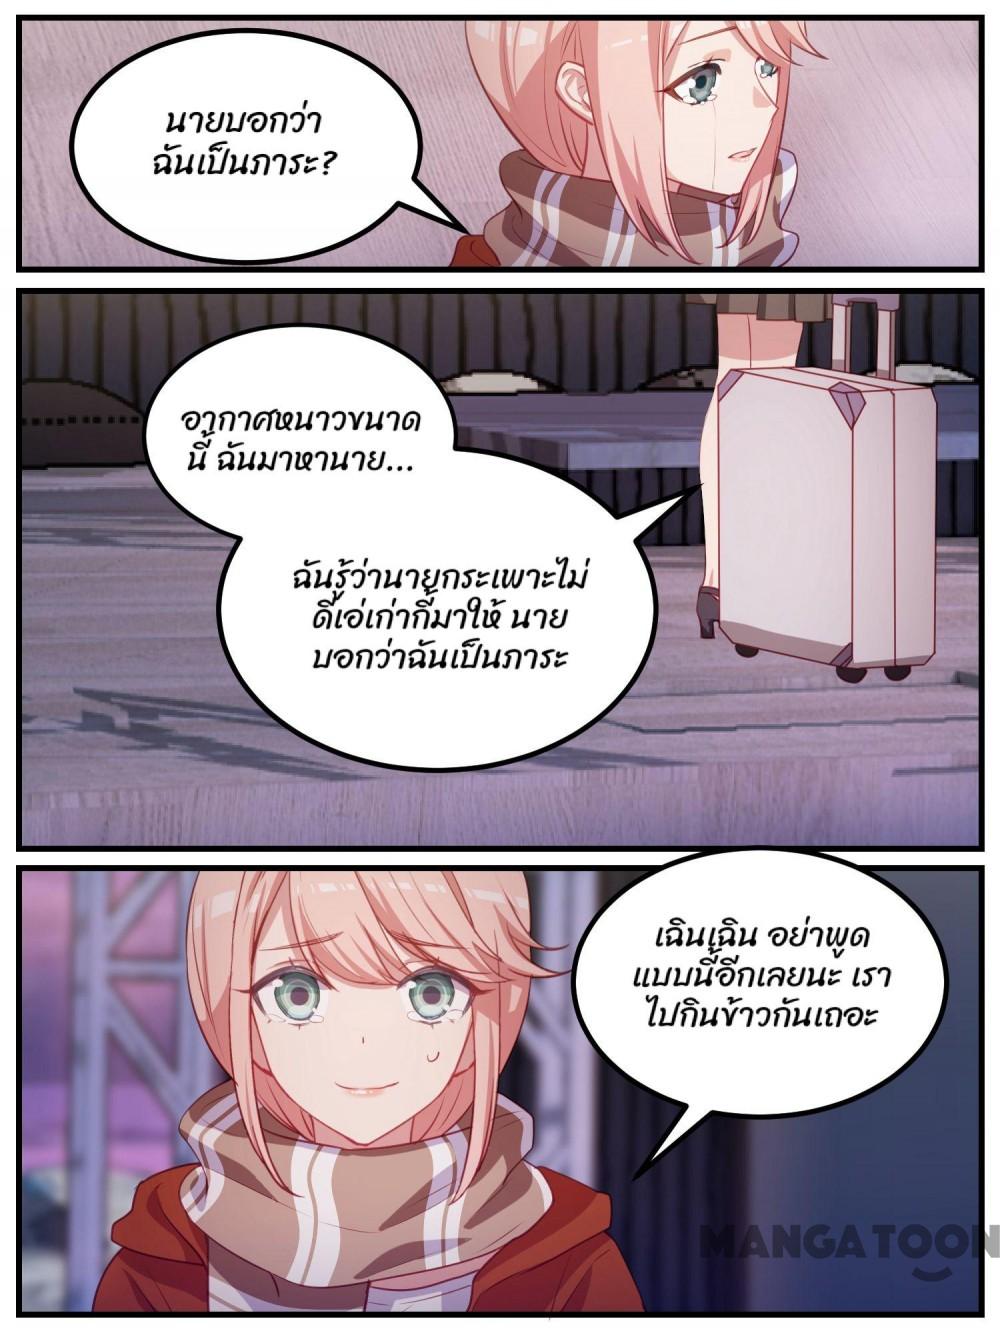 นายบอกว่า
ฉันเป็นภาระ?
อากาศหนาวขนาด
นี้ ฉันมาหานาย...
ฉันรู้ว่านายกระเพาะไม่
ดีเอ่เก่ากี้มาให้ นาย
บอกว่าฉันเป็นภาระ
เฉินเฉิน อย่าพูด
แบบนี้อีกเลยนะ เรา
ไปกินข้าวกันเถอะ
MANGATOON